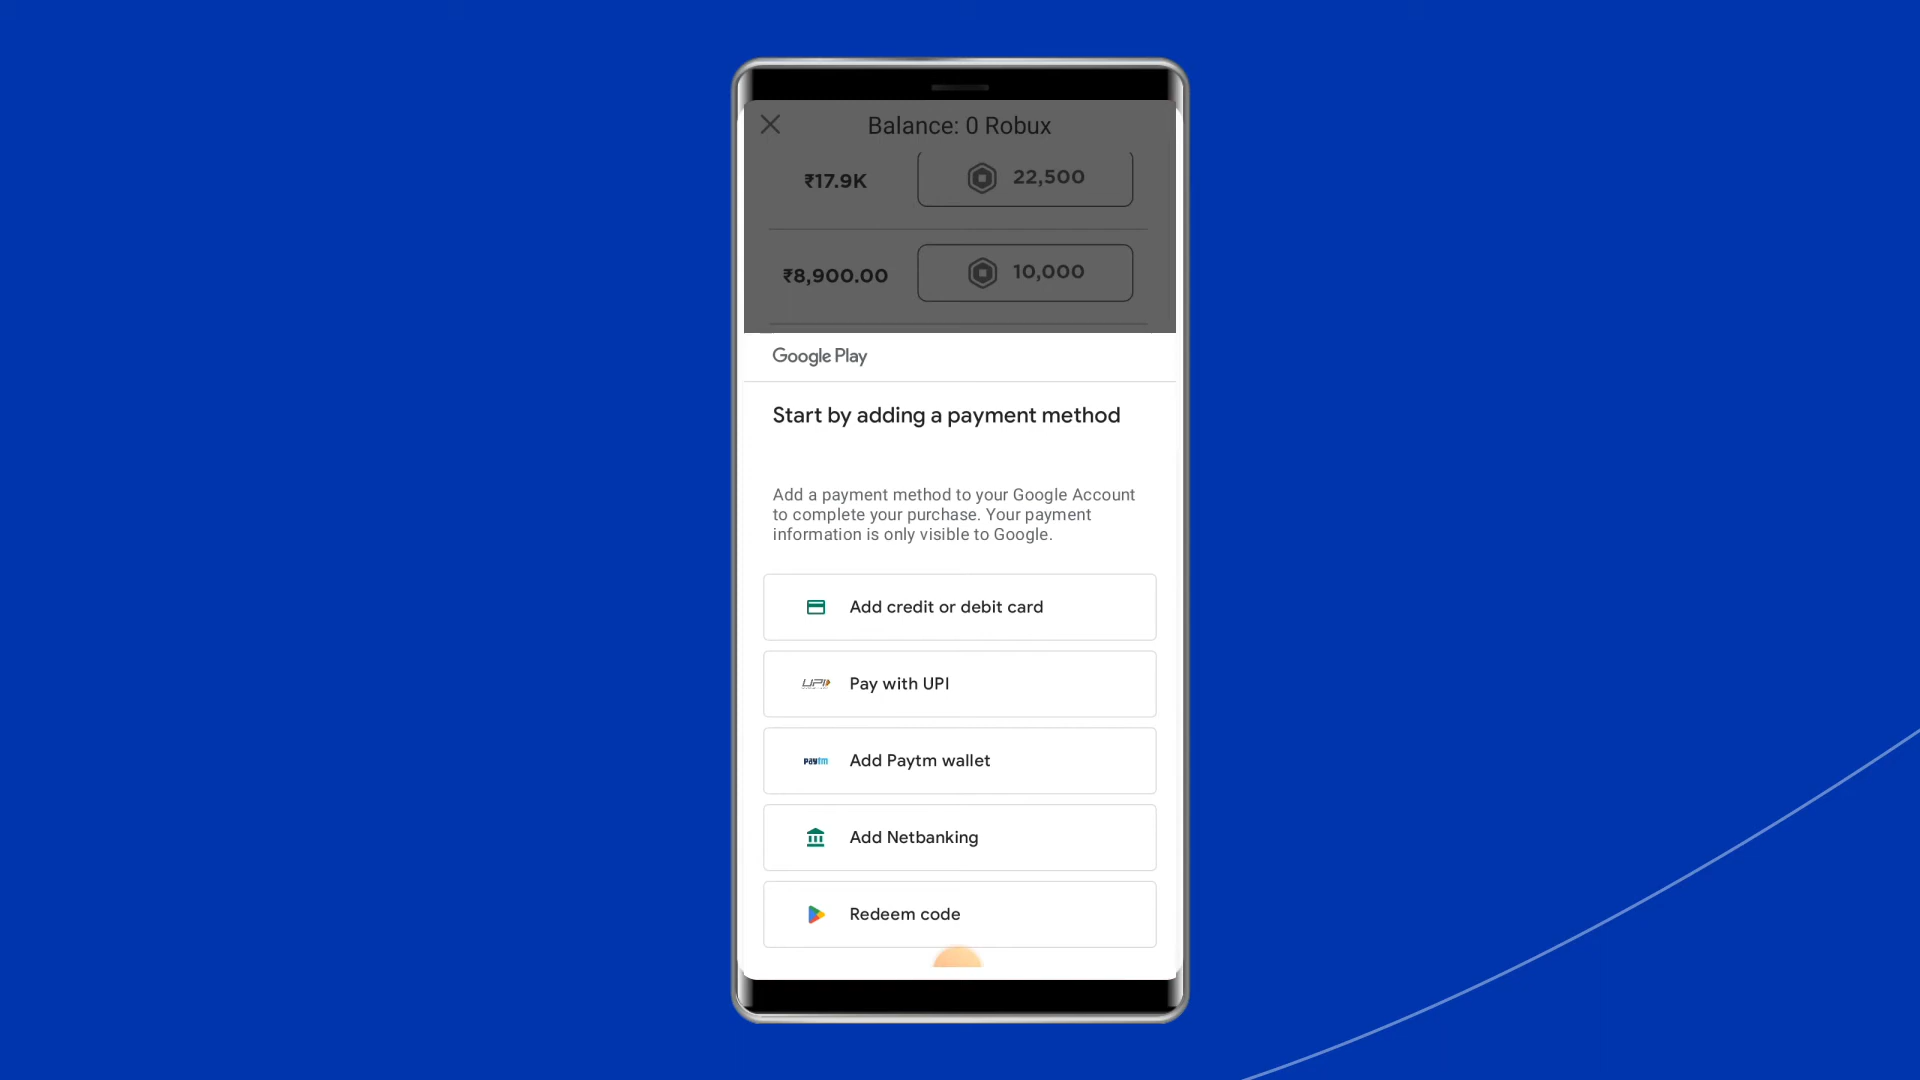 Balance: 0 Robux
₹17.9K
22,500
₹8,900.00
10,000
Google Play
Start by adding a payment method
Add a payment method to your Google Account
to complete your purchase. Your payment
information is only visible to Google.
Add credit or debit card
UPI
Pay with UPI
paytm
Add Paytm wallet
Add Netbanking
Redeem code